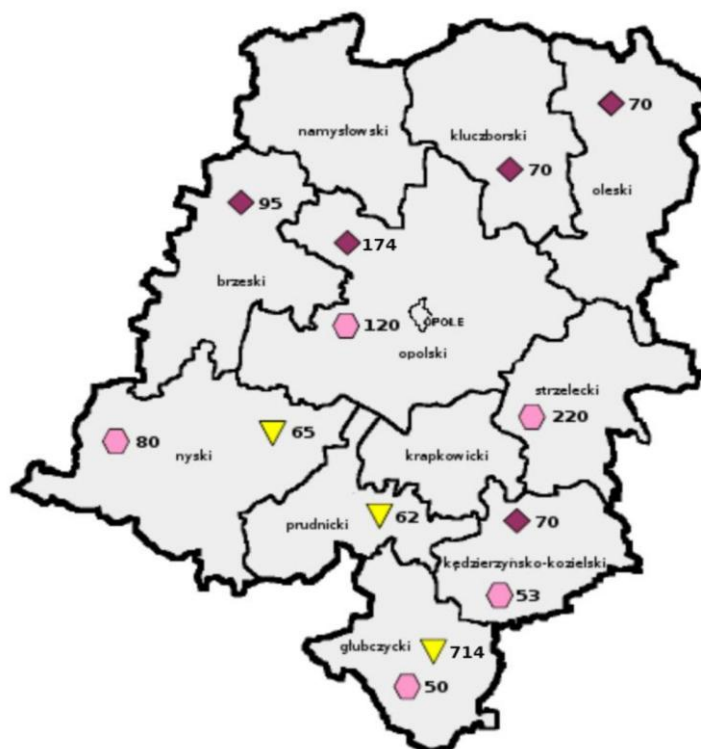 70
namysłowski
kluczborski
70
oleski
95
174
brzeski
120
OPOLE
opolski
strzelecki
220
80
65
nyski
krapkowicki
prudnicki
62
70
kędzierzyńsko-kozielski
53
głubczycki
714
50